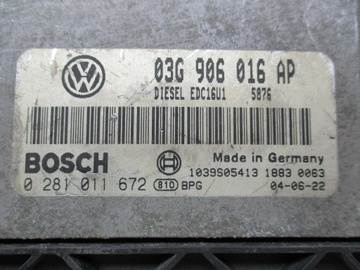 03G 906 016 AP
DIESEL EDC16U1 5876
BOSCH
Made in Germany
1039S05413 1883 0063
0 281 011 672 810 BPG 04-06-22